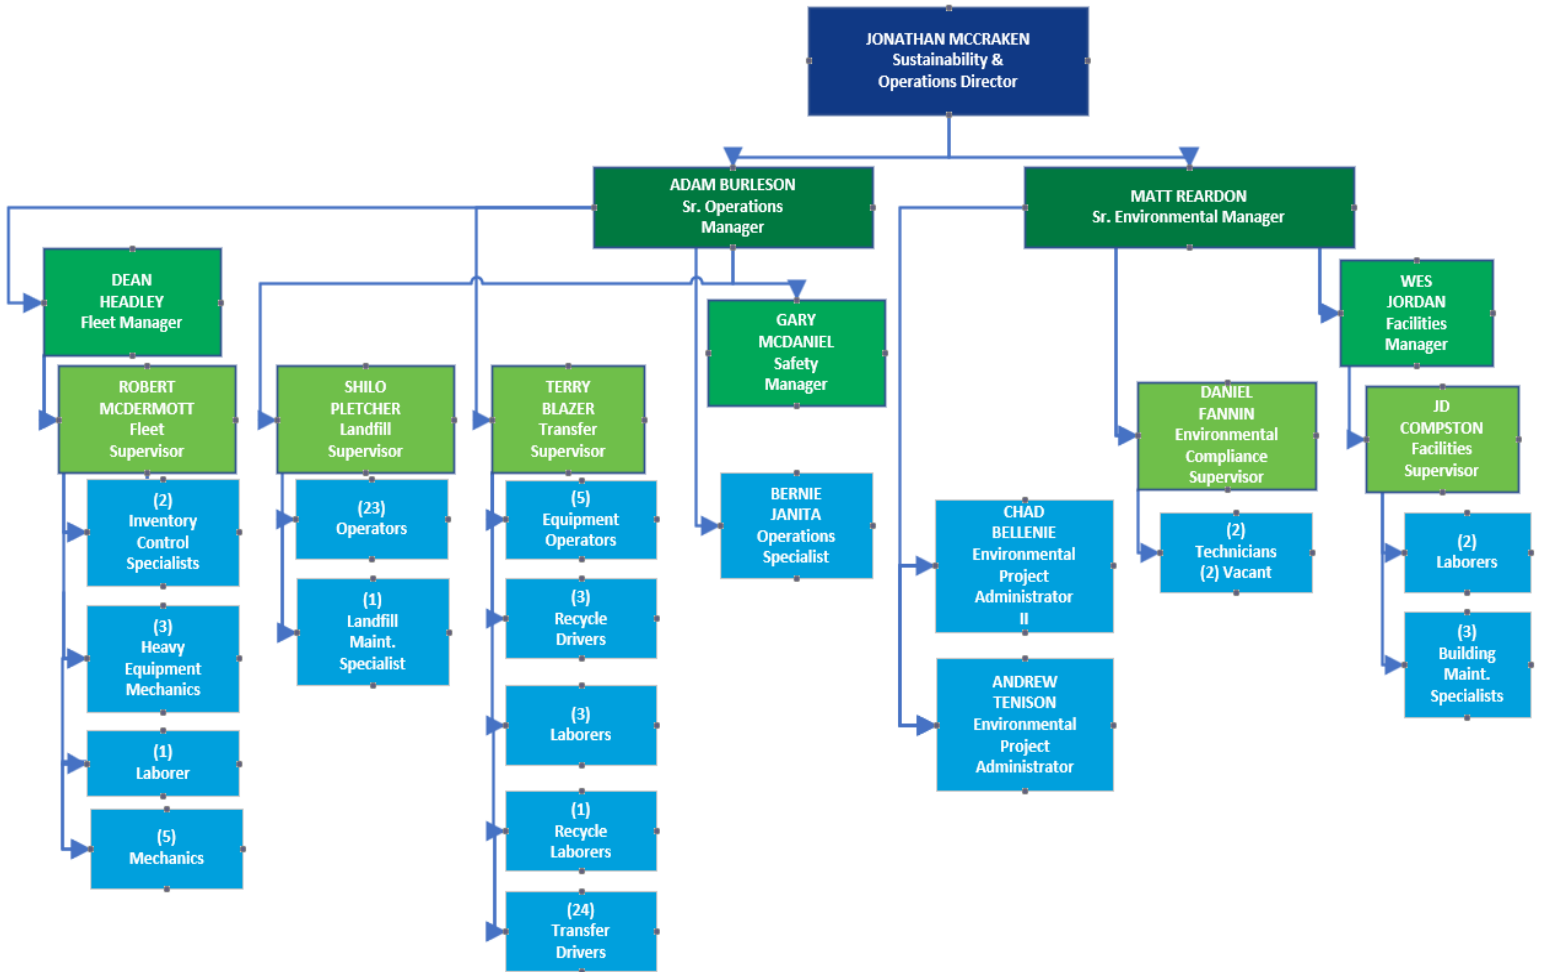 JONATHAN MCCRAKEN
Sustainability &
Operations Director
ADAM BURLESON
Sr. Operations
Manager
MATT REARDON
Sr. Environmental Manager
DEAN
HEADLEY
Fleet Manager
WES
JORDAN
Facilities
Manager
GARY
MCDANIEL
Safety
Manager
ROBERT
MCDERMOTT
Fleet
Supervisor
SHILO
PLETCHER
Landfill
Supervisor
TERRY
BLAZER
Transfer
Supervisor
DANIEL
FANNIN
Environmental
Compliance
Supervisor
JD
COMPSTON
Facilities
Supervisor
(2)
Inventory
Control
Specialists
(23)
Operators
(5)
Equipment
Operators
BERNIE
JANITA
Operations
Specialist
CHAD
BELLENIE
Environmental
Project
Administrator
II
(2)
Technicians
(2) Vacant
(2)
Laborers
(3)
Heavy
Equipment
Mechanics
(1)
Landfill
Maint.
Specialist
(3)
Recycle
Drivers
(3)
Building
Maint.
Specialists
(3)
Laborers
ANDREW
TENISON
Environmental
Project
Administrator
(1)
Laborer
(1)
Recycle
Laborers
(5)
Mechanics
(24)
Transfer
Drivers